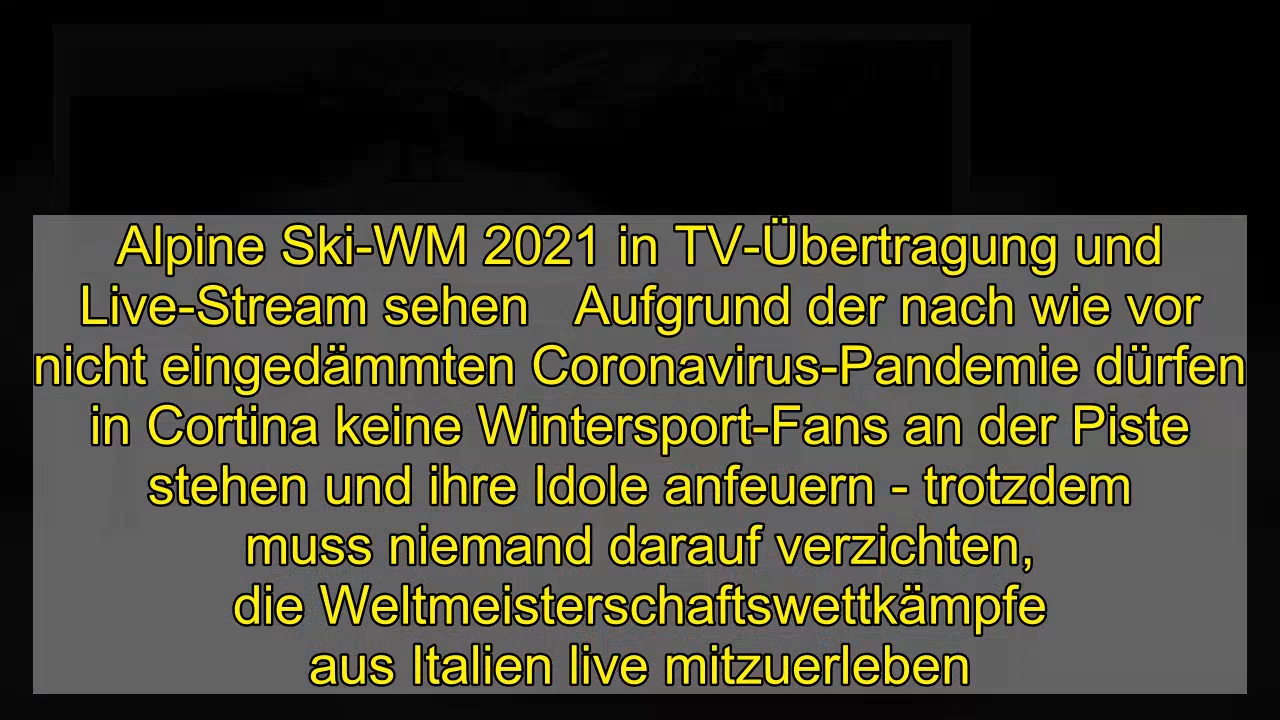 Alpine Ski-WM 2021 in TV-Übertragung und
Live-Stream sehen   Aufgrund der nach wie vor
nicht eingedämmten Coronavirus-Pandemie dürfen
in Cortina keine Wintersport-Fans an der Piste
stehen und ihre Idole anfeuern - trotzdem
muss niemand darauf verzichten,
die Weltmeisterschaftswettkämpfe
aus Italien live mitzuerleben